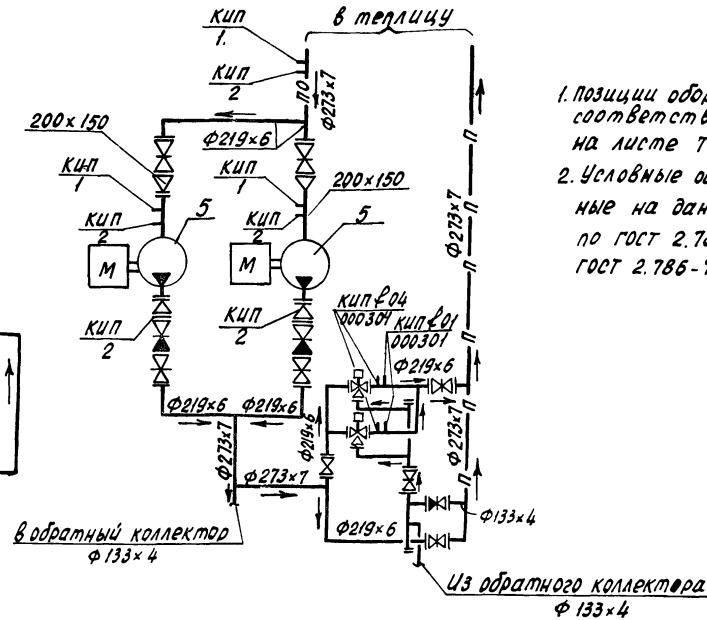 КИП
1.
КИП
2
в теплицу
по
Ф273×7
Ф219×6
200×150
КИП
1
КИП
2
5
М
КИП
1
200×150
КИП
2
5
М
КИП
2
КИП
2
КИП f04
000304
КИП f01
000301
Ф219×6
Ф273×7
П
П
П
П
П
П
Ф219×6
Ф219×6
Ф219×6
Ф273×7
Ф273×7
Ф273×7
Ф219×6
Ф133×4
в обратный коллектор
Ф133×4
Из обратного коллектора
Ф133×4
1. Позиции обор
соответств
на листе Т
2. Условные об
ные на дан
по ГОСТ 2.78
ГОСТ 2.786-7